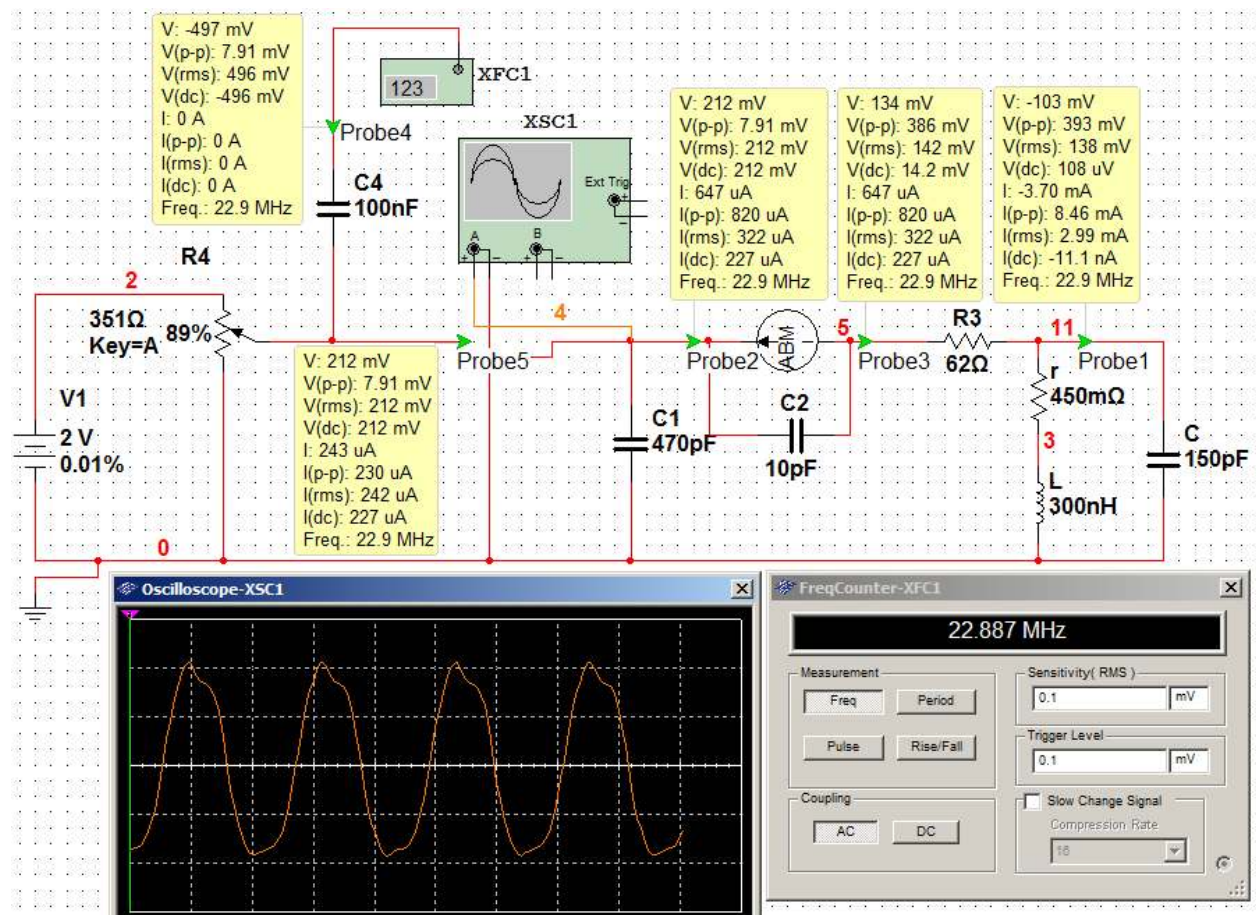 V: -497 mV
V(p-p): 7.91 mV
V(rms): 496 mV
V(dc): -496 mV
I: 0 A
I(p-p): 0 A
I(rms): 0 A
I(dc): 0 A
Freq.: 22.9 MHz
Probe4
123
XFC1
XSC1
Ext Trig
+
−
A
B
+ −
+ −
C4
100nF
V: 212 mV
V(p-p): 7.91 mV
V(rms): 212 mV
V(dc): 212 mV
I: 647 uA
I(p-p): 820 uA
I(rms): 322 uA
I(dc): 227 uA
Freq.: 22.9 MHz
V: 134 mV
V(p-p): 386 mV
V(rms): 142 mV
V(dc): 14.2 mV
I: 647 uA
I(p-p): 820 uA
I(rms): 322 uA
I(dc): 227 uA
Freq.: 22.9 MHz
V: -103 mV
V(p-p): 393 mV
V(rms): 138 mV
V(dc): 108 uV
I: -3.70 mA
I(p-p): 8.46 mA
I(rms): 2.99 mA
I(dc): -11.1 nA
Freq.: 22.9 MHz
R4
2
351Ω
89%
Key=A
4
5
R3
11
Probe5
Probe2
ABM
Probe3
62Ω
Probe1
V: 212 mV
V(p-p): 7.91 mV
V(rms): 212 mV
V(dc): 212 mV
I: 243 uA
I(p-p): 230 uA
I(rms): 242 uA
I(dc): 227 uA
Freq.: 22.9 MHz
V1
2 V
0.01%
C1
470pF
C2
10pF
r
450mΩ
3
L
300nH
C
150pF
0
Oscilloscope-XSC1
FreqCounter-XFC1
22.887 MHz
Measurement
Freq
Period
Pulse
Rise/Fall
Sensitivity( RMS )
0.1
mV
Trigger Level
0.1
mV
Coupling
AC
DC
Slow Change Signal
Compression Rate
16